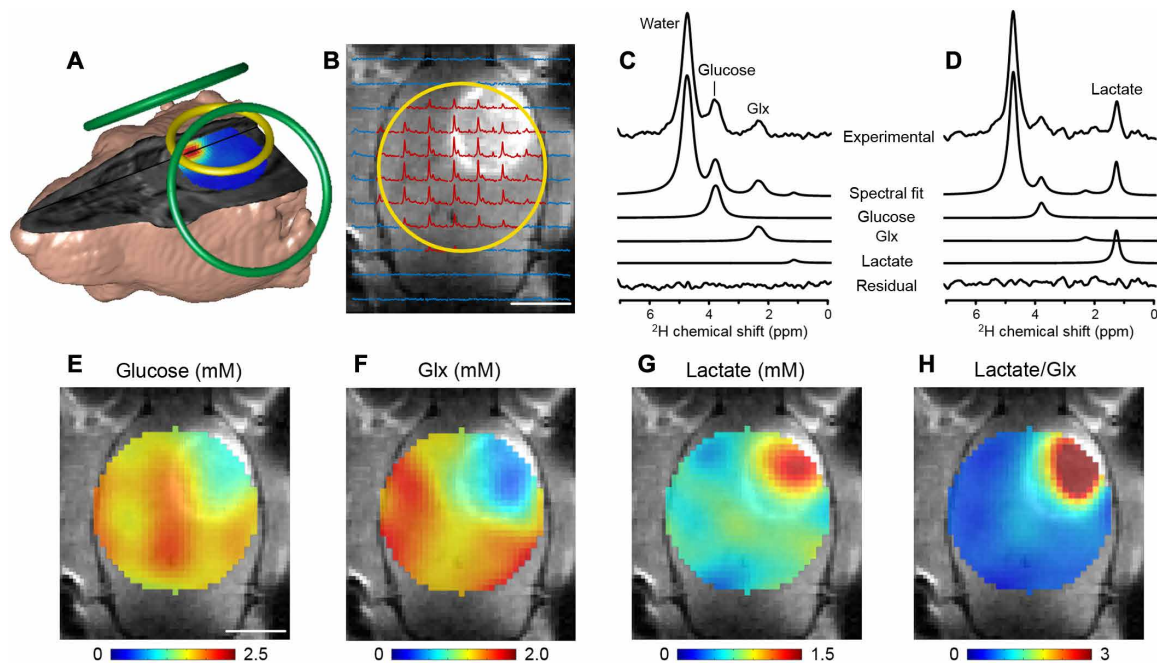 A
B
C
D
Water
Glucose
Glx
Lactate
Experimental
Spectral fit
Glucose
Glx
Lactate
Residual
6 4 2 0
²H chemical shift (ppm)
6 4 2 0
²H chemical shift (ppm)
E Glucose (mM)
F Glx (mM)
G Lactate (mM)
H Lactate/Glx
0 2.5
0 2.0
0 1.5
0 3